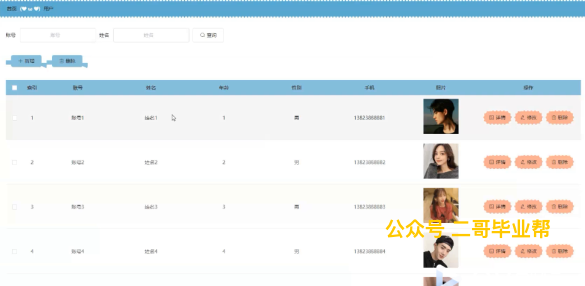 首页 (●'◡'●) 用户
账号 账号 姓名 姓名 查询
+ 新增 删除
索引 账号 姓名 年龄 性别 手机 照片 操作
1 账号1 姓名1 1 男 13823888881 详情 修改 删除
2 账号2 姓名2 2 男 13823888882 详情 修改 删除
3 账号3 姓名3 3 男 13823888883 详情 修改 删除
公众号 二哥毕业帮
4 账号4 姓名4 4 男 13823888884 详情 修改 删除